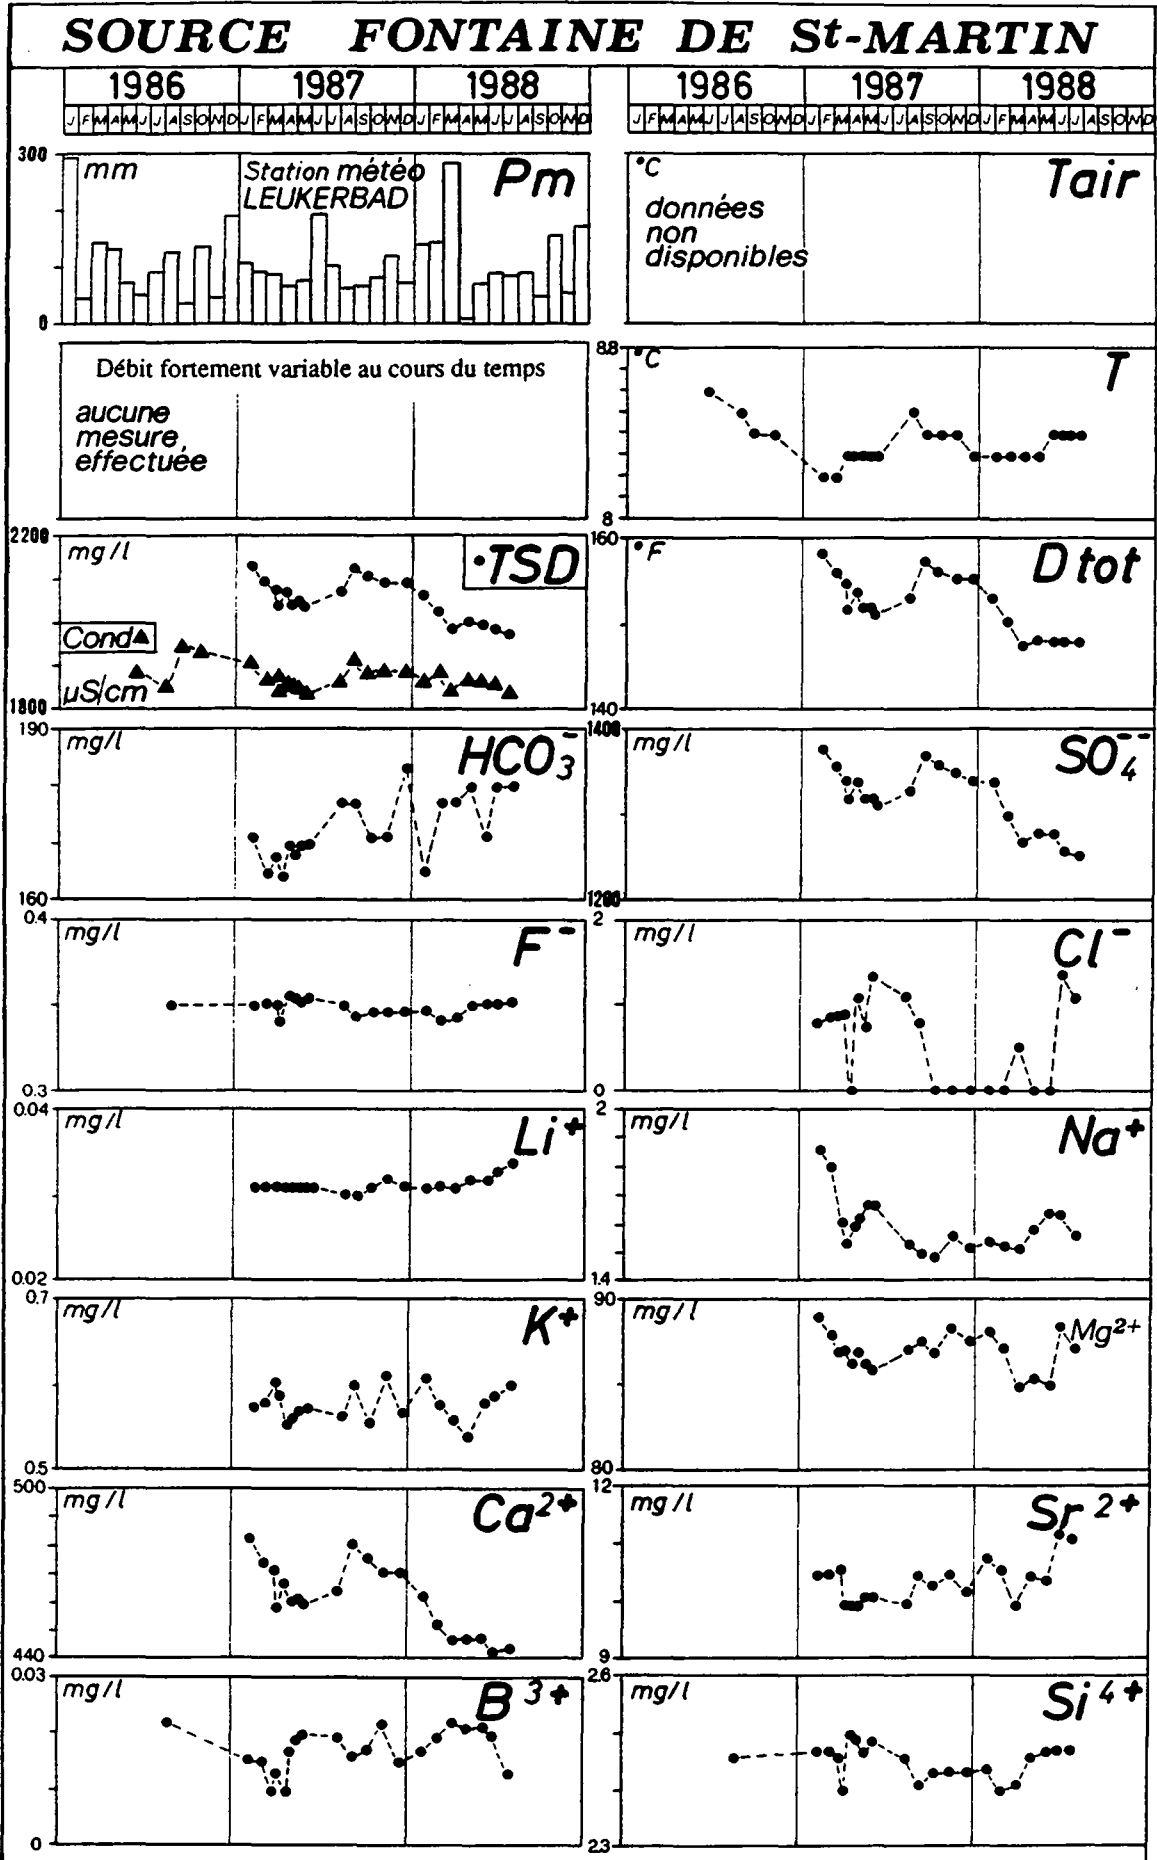 SOURCE FONTAINE DE St-MARTIN
1986 1987 1988 1986 1987 1988
J F M A M J J A S O N D J F M A M J J A S O N D J F M A M J J A S O N D J F M A M J J A S O N D J F M A M J J A S O N D J F M A M J J A S O N D
300 mm Station météo Pm
LEUKERBAD
0
°C Tair
données
non
disponibles
Débit fortement variable au cours du temps
aucune
mesure
effectuée
8.8 °C T
8
2200 mg/l •TSD
Cond▲
µS/cm
1800
160 °F D tot
140
190 mg/l HCO3-
160
1400 mg/l SO4--
1200
0.4 mg/l F-
0.3
2 mg/l Cl-
0
0.04 mg/l Li+
0.02
2 mg/l Na+
1.4
0.7 mg/l K+
0.5
90 mg/l Mg2+
80
500 mg/l Ca2+
440
12 mg/l Sr2+
9
0.03 mg/l B3+
0
2.6 mg/l Si4+
2.3